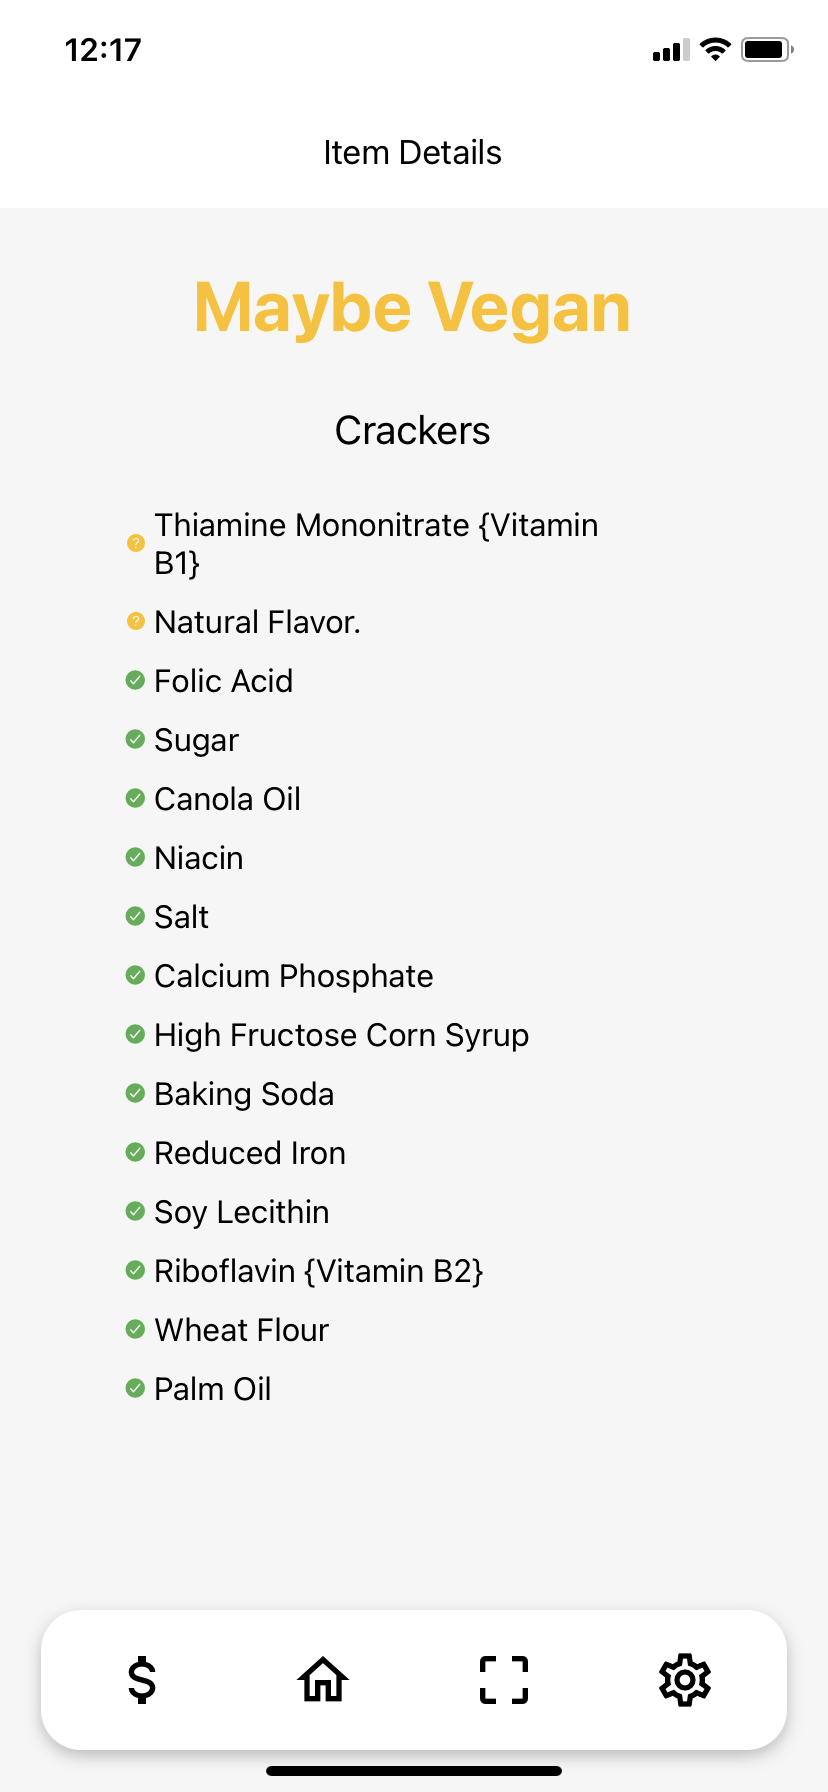 12:17
Item Details
Maybe Vegan
Crackers
Thiamine Mononitrate {Vitamin
B1}
Natural Flavor.
Folic Acid
Sugar
Canola Oil
Niacin
Salt
Calcium Phosphate
High Fructose Corn Syrup
Baking Soda
Reduced Iron
Soy Lecithin
Riboflavin {Vitamin B2}
Wheat Flour
Palm Oil